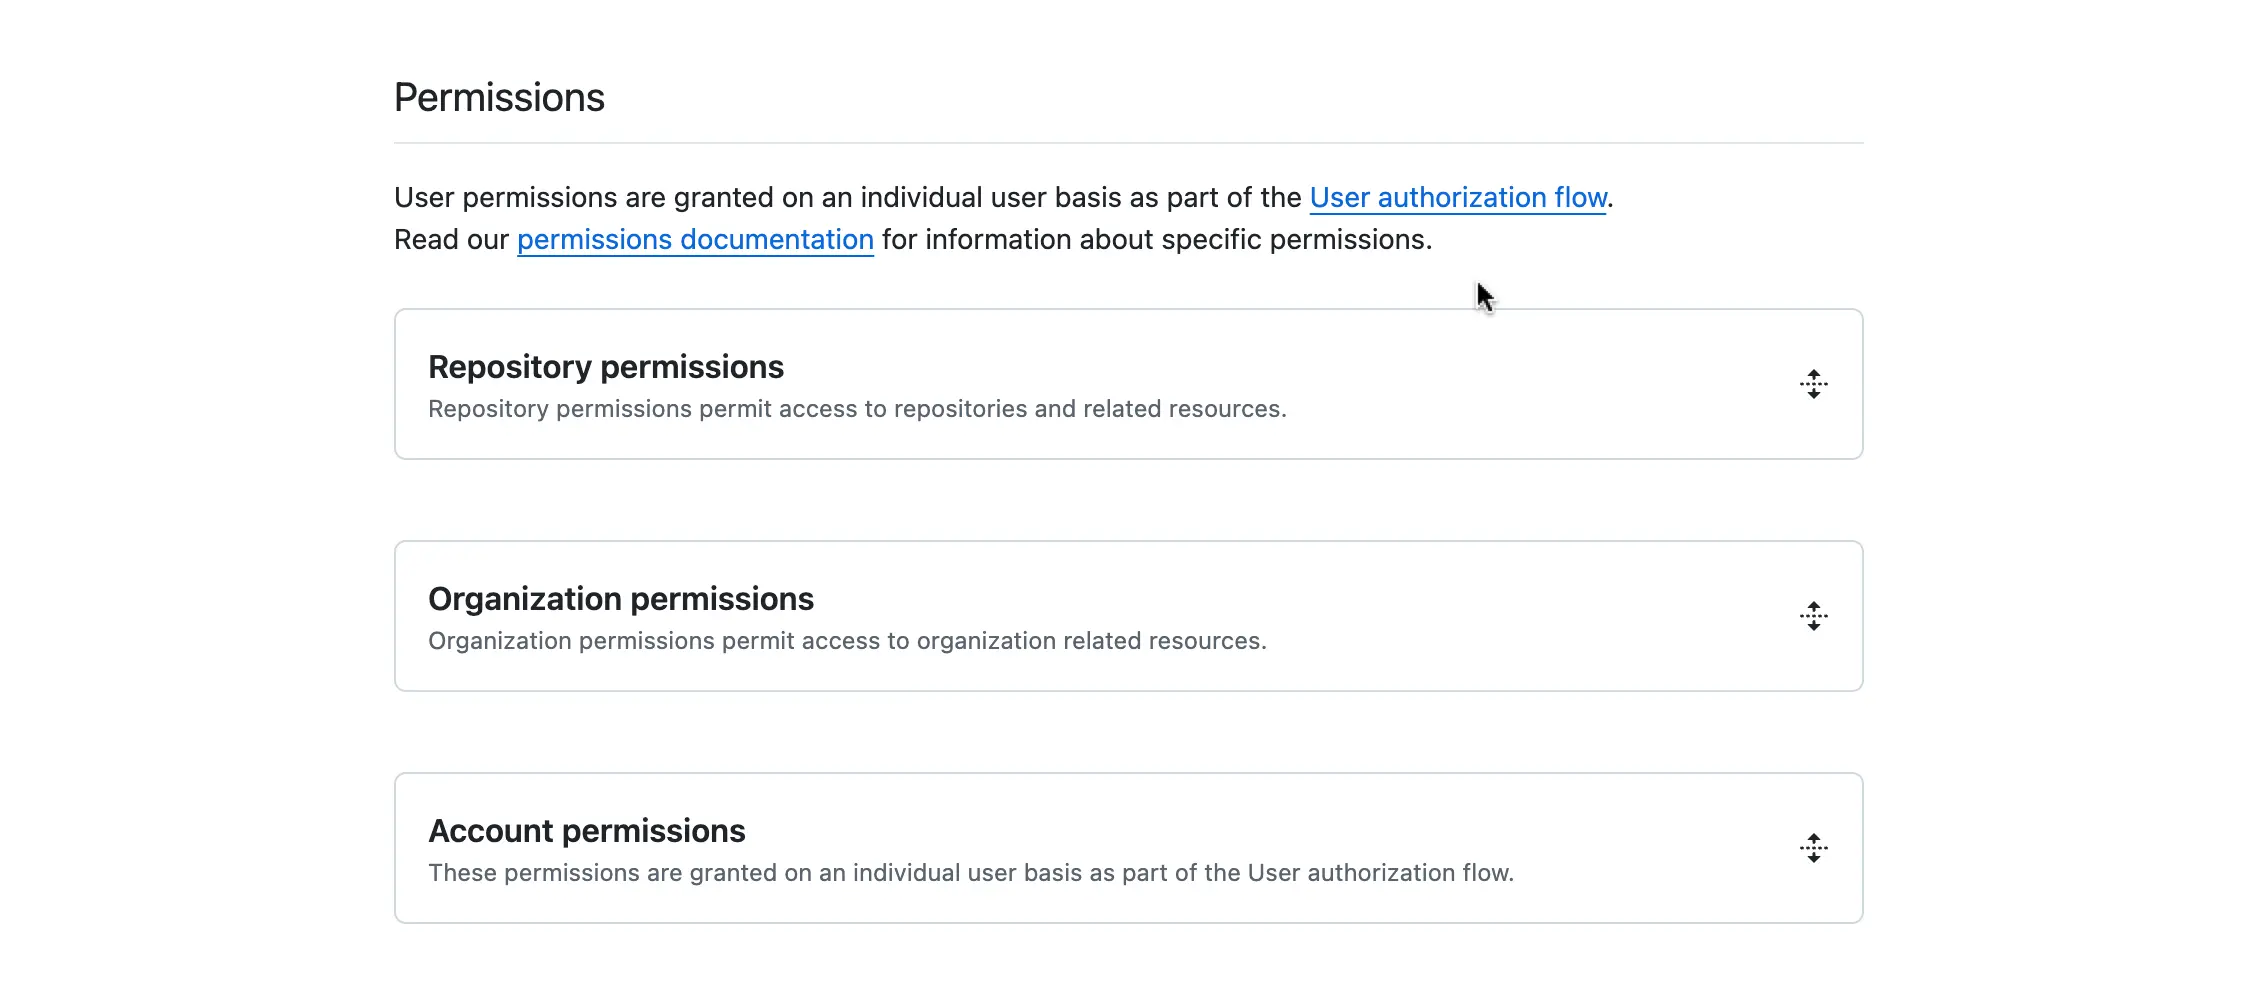 Permissions
User permissions are granted on an individual user basis as part of the User authorization flow.
Read our permissions documentation for information about specific permissions.
Repository permissions
Repository permissions permit access to repositories and related resources.
Organization permissions
Organization permissions permit access to organization related resources.
Account permissions
These permissions are granted on an individual user basis as part of the User authorization flow.